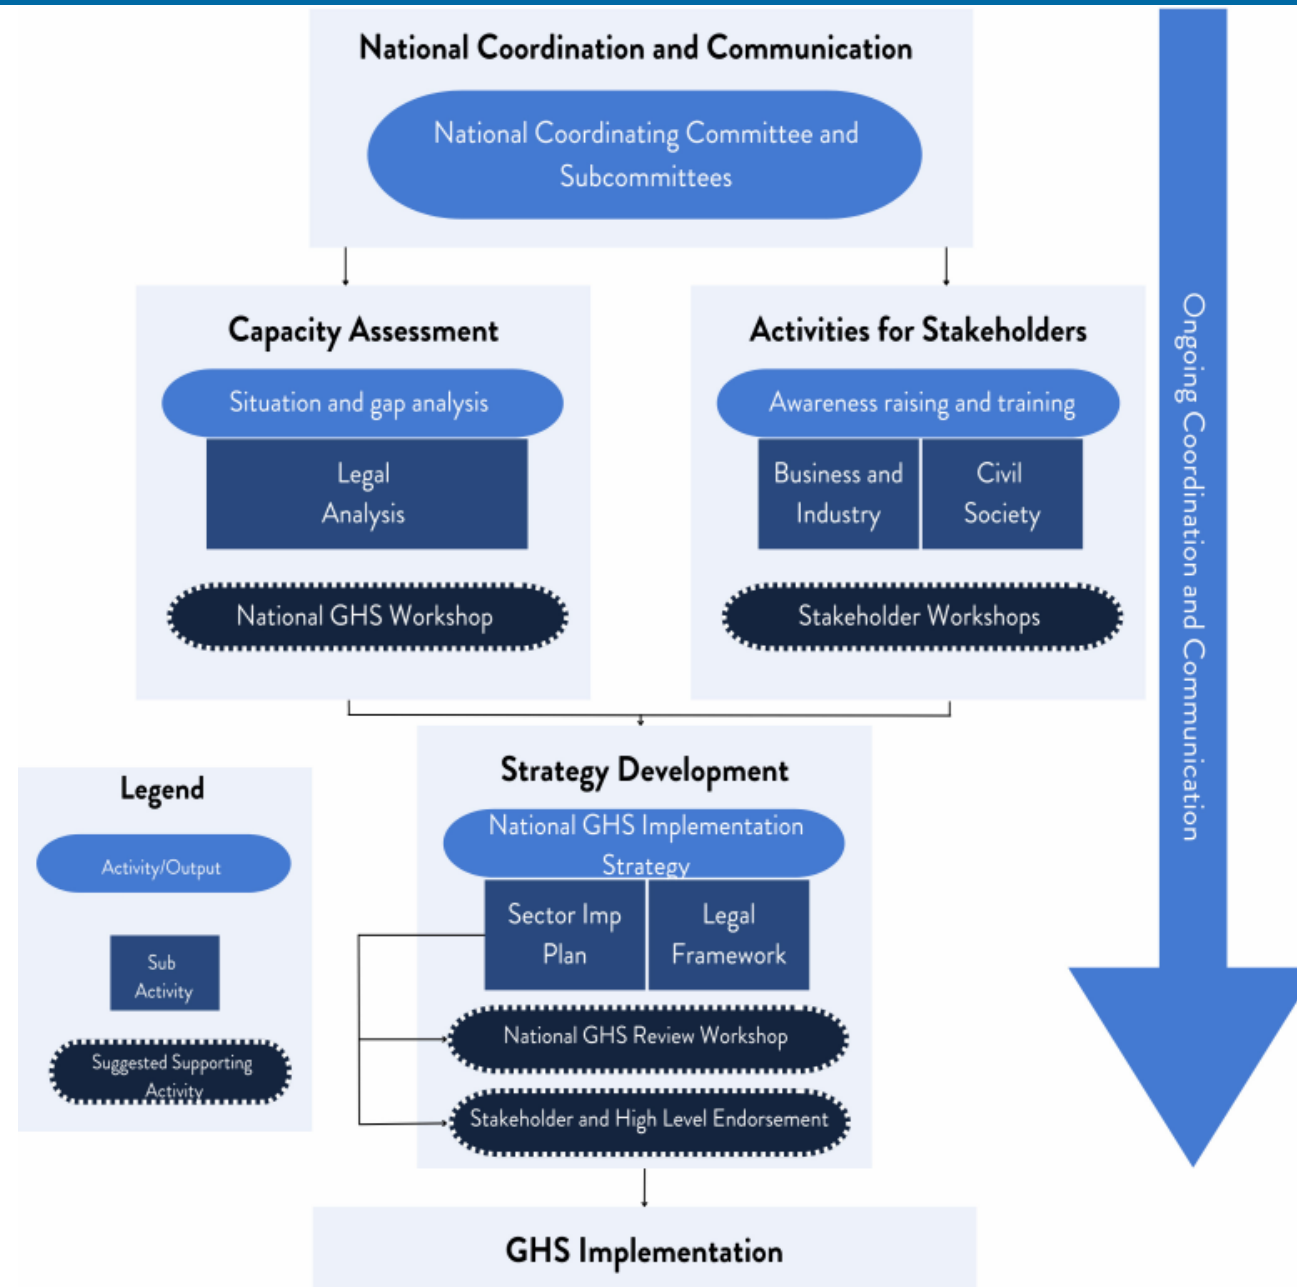 National Coordination and Communication
National Coordinating Committee and
Subcommittees
Capacity Assessment
Situation and gap analysis
Legal
Analysis
National GHS Workshop
Activities for Stakeholders
Awareness raising and training
Business and
Industry
Civil
Society
Stakeholder Workshops
Ongoing Coordination and Communication
Strategy Development
National GHS Implementation
Strategy
Sector Imp
Plan
Legal
Framework
National GHS Review Workshop
Stakeholder and High Level Endorsement
Legend
Activity/Output
Sub
Activity
Suggested Supporting
Activity
GHS Implementation